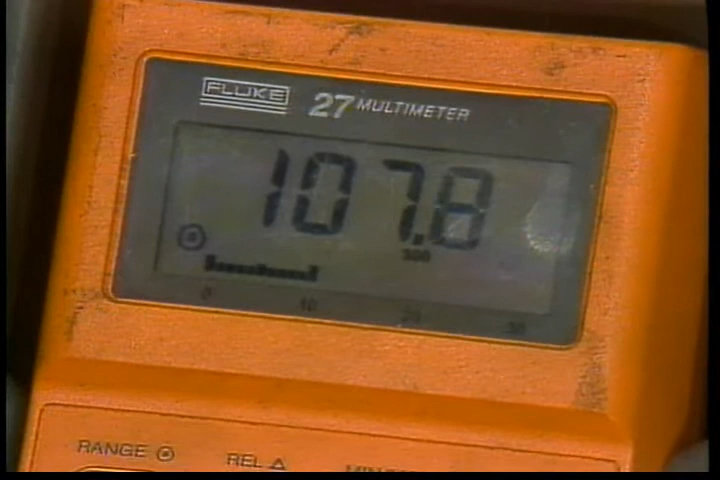 FLUKE
27 MULTIMETER
107.8
300
0 10 20 30
RANGE
REL △